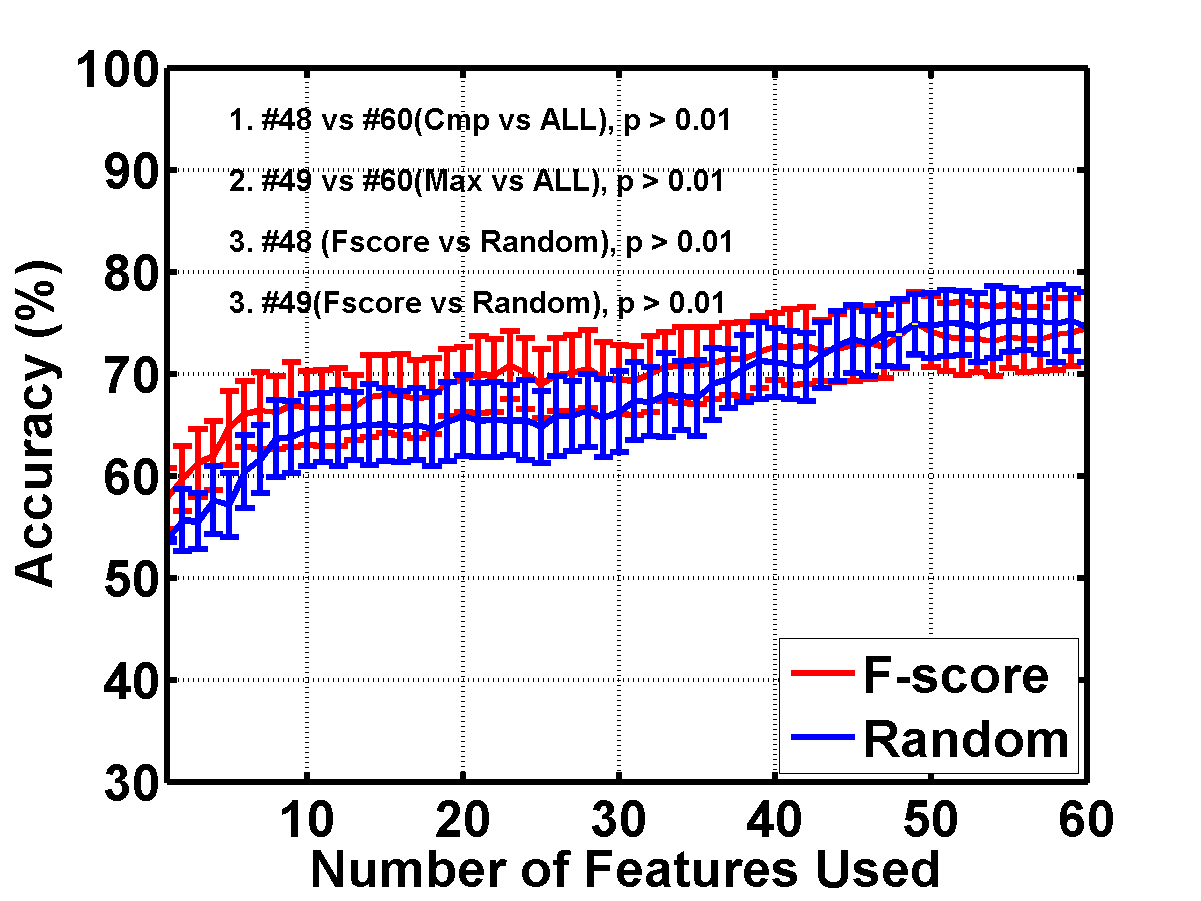 100
1. #48 vs #60(Cmp vs ALL), p > 0.01
90
2. #49 vs #60(Max vs ALL), p > 0.01
3. #48 (Fscore vs Random), p > 0.01
80
3. #49(Fscore vs Random), p > 0.01
70
60
50
40
30
Accuracy (%)
F-score
Random
10 20 30 40 50 60
Number of Features Used